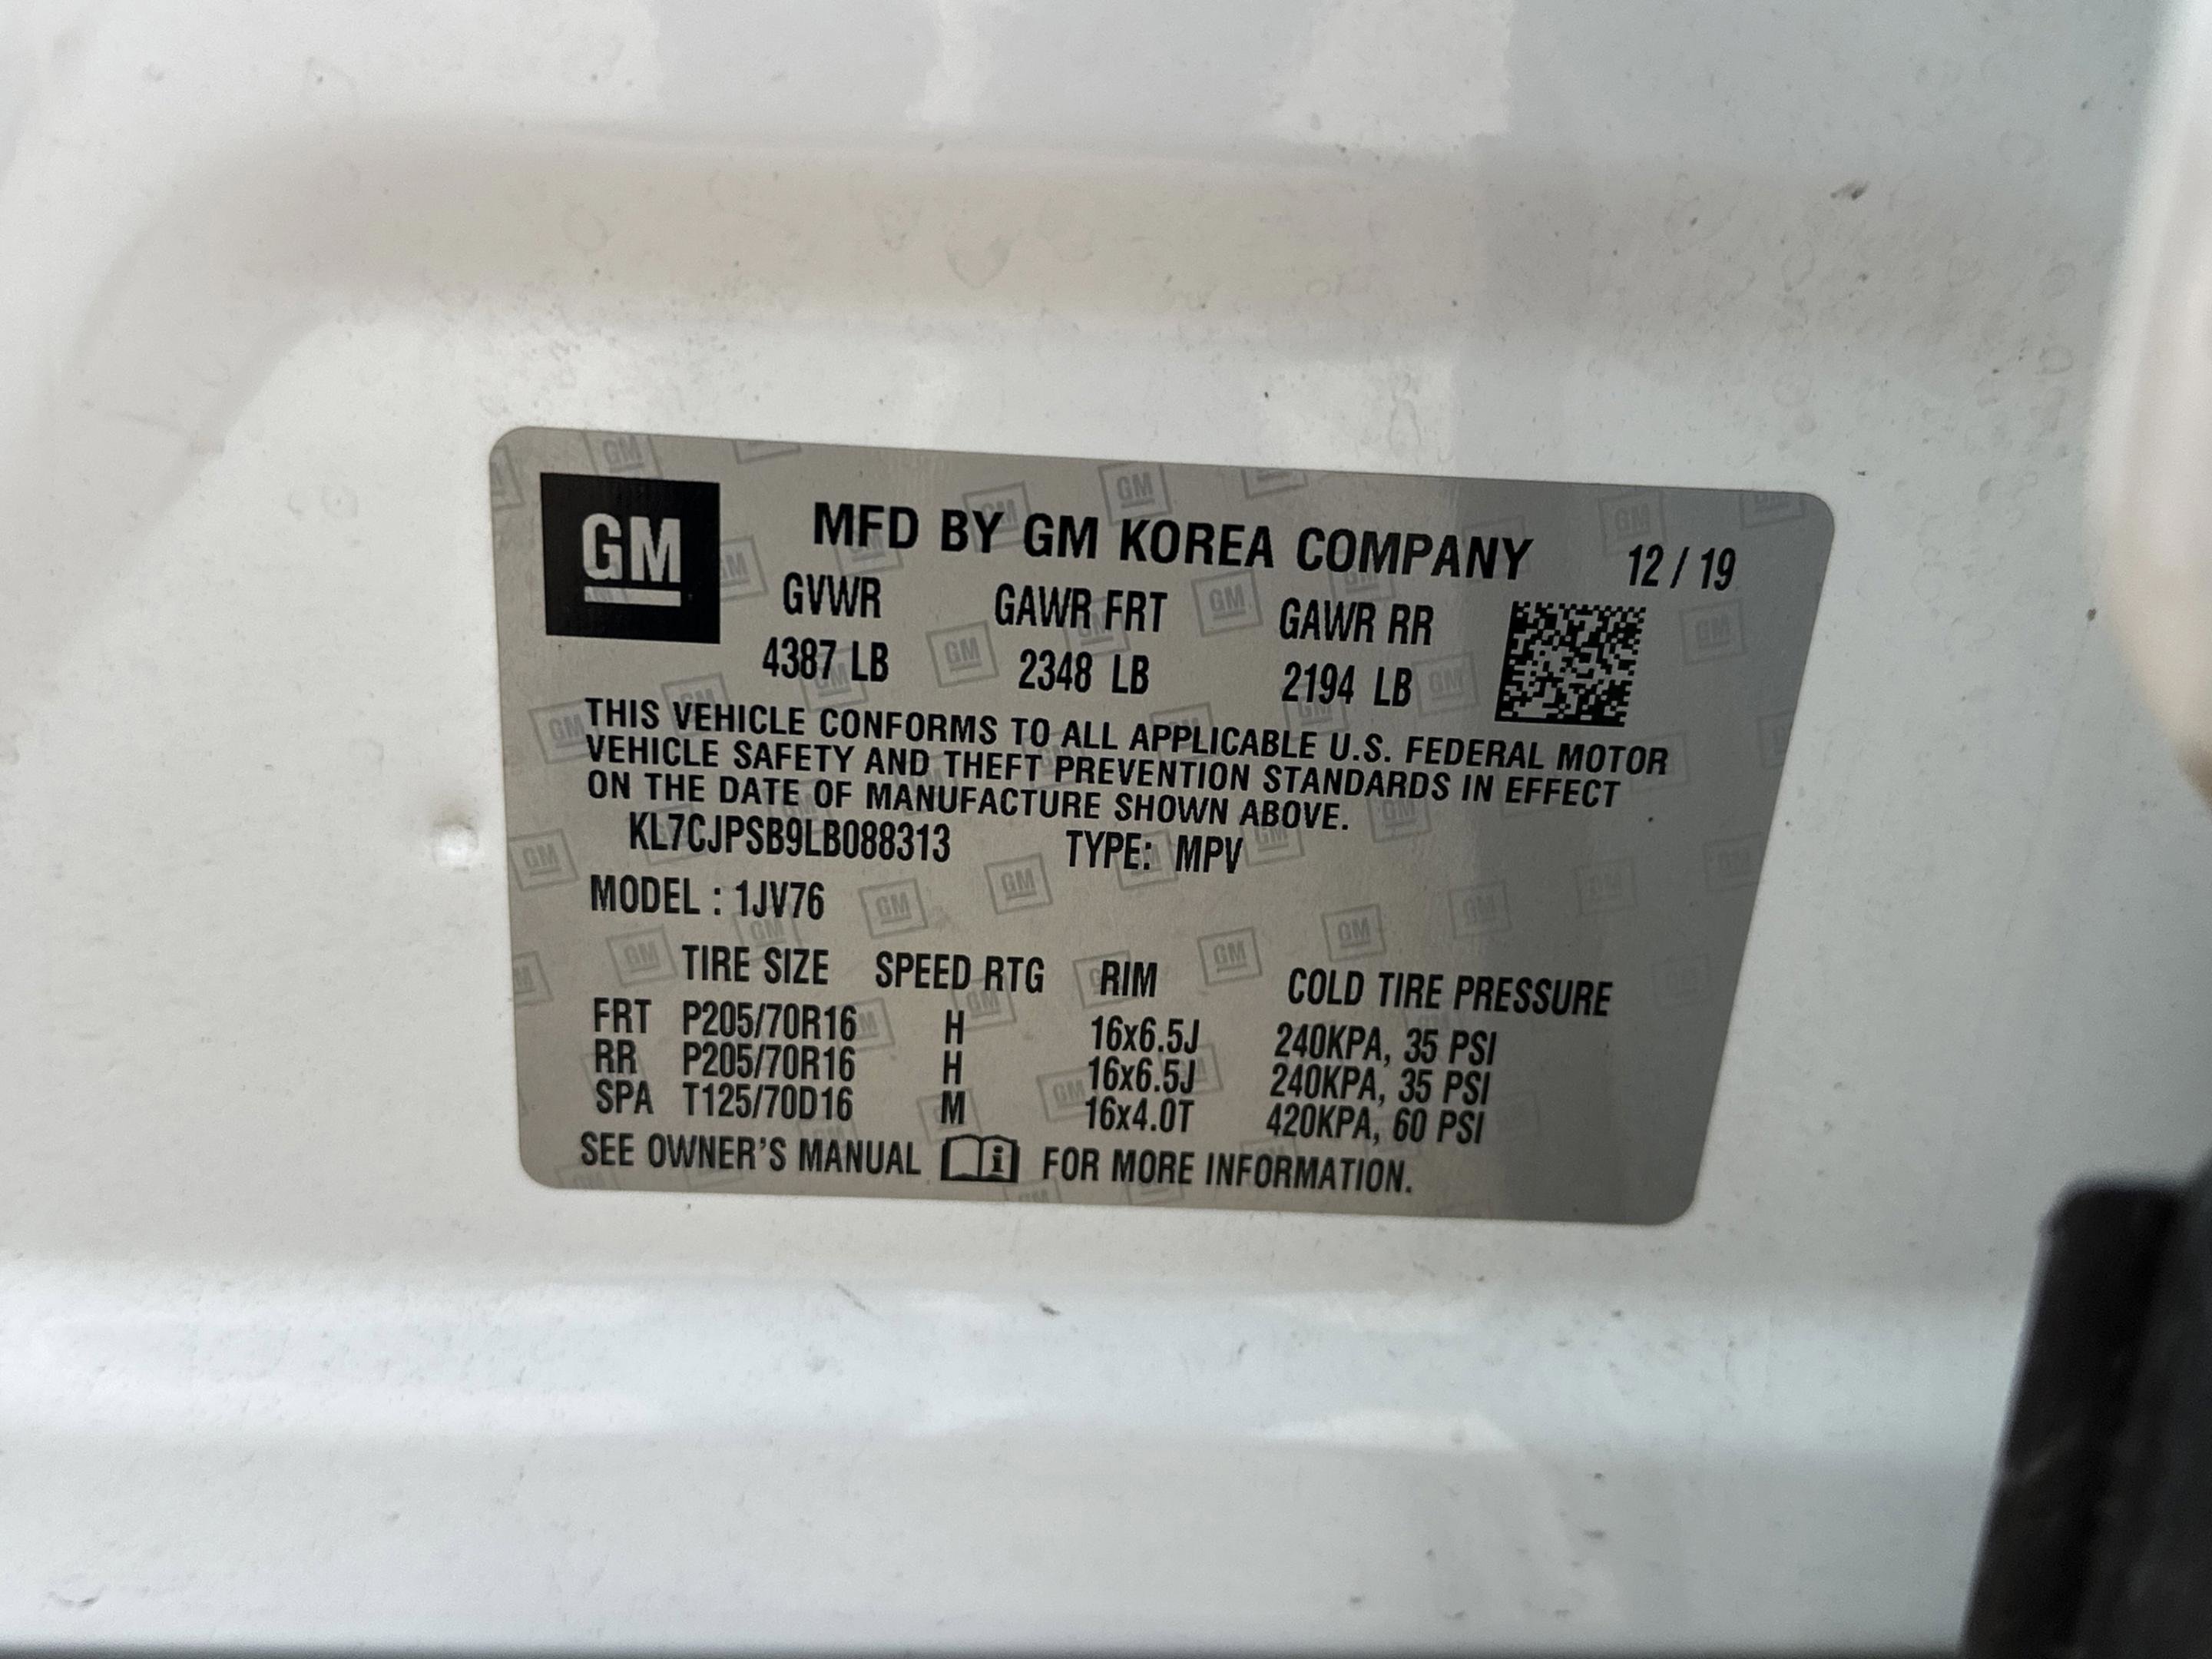 GM
MFD BY GM KOREA COMPANY 12 / 19
GVWR GAWR FRT GAWR RR
4387 LB 2348 LB 2194 LB
THIS VEHICLE CONFORMS TO ALL APPLICABLE U.S. FEDERAL MOTOR
VEHICLE SAFETY AND THEFT PREVENTION STANDARDS IN EFFECT
ON THE DATE OF MANUFACTURE SHOWN ABOVE.
KL7CJPSB9LB088313 TYPE: MPV
MODEL : 1JV76
TIRE SIZE SPEED RTG RIM COLD TIRE PRESSURE
FRT P205/70R16 H 16x6.5J 240KPA, 35 PSI
RR P205/70R16 H 16x6.5J 240KPA, 35 PSI
SPA T125/70D16 M 16x4.0T 420KPA, 60 PSI
SEE OWNER'S MANUAL i FOR MORE INFORMATION.